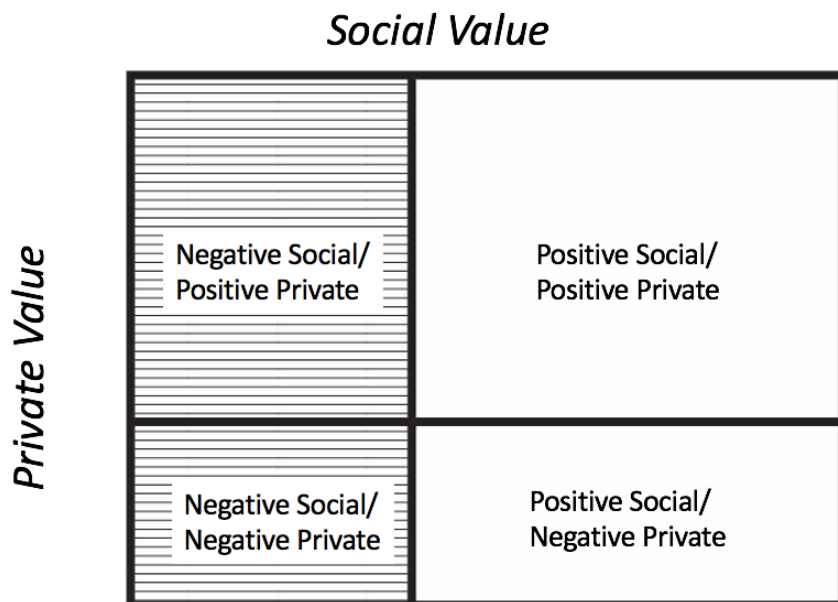 Social Value
Private Value
Negative Social/
Positive Private
Positive Social/
Positive Private
Negative Social/
Negative Private
Positive Social/
Negative Private